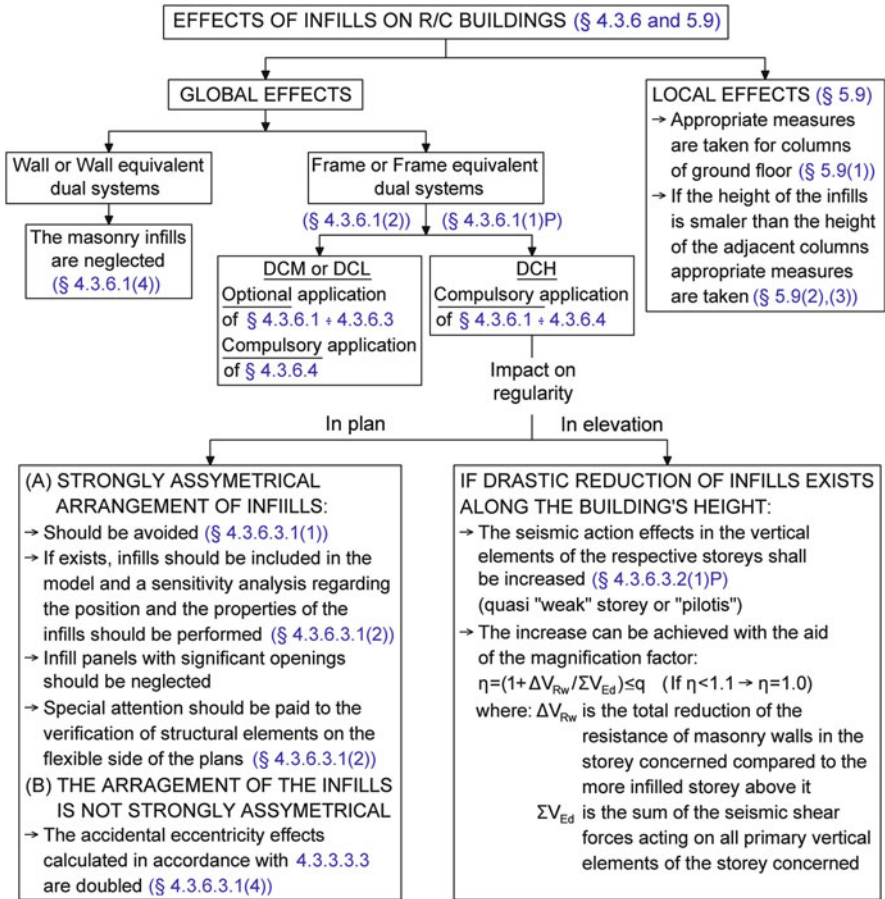 EFFECTS OF INFILLS ON R/C BUILDINGS (§ 4.3.6 and 5.9)
GLOBAL EFFECTS
Wall or Wall equivalent
dual systems
The masonry infills
are neglected
(§ 4.3.6.1(4))
Frame or Frame equivalent
dual systems
(§ 4.3.6.1(2))
(§ 4.3.6.1(1)P)
DCM or DCL
Optional application
of § 4.3.6.1 ÷ 4.3.6.3
Compulsory application
of § 4.3.6.4
DCH
Compulsory application
of § 4.3.6.1 ÷ 4.3.6.4
LOCAL EFFECTS (§ 5.9)
→ Appropriate measures
are taken for columns
of ground floor (§ 5.9(1))
→ If the height of the infills
is smaler than the height
of the adjacent columns
appropriate measures
are taken (§ 5.9(2),(3))
Impact on
regularity
In plan
In elevation
(A) STRONGLY ASSYMETRICAL
ARRANGEMENT OF INFIILLS:
→ Should be avoided (§ 4.3.6.3.1(1))
→ If exists, infills should be included in the
model and a sensitivity analysis regarding
the position and the properties of the
infills should be performed (§ 4.3.6.3.1(2))
→ Infill panels with significant openings
should be neglected
→ Special attention should be paid to the
verification of structural elements on the
flexible side of the plans (§ 4.3.6.3.1(2))
(B) THE ARRAGEMENT OF THE INFILLS
IS NOT STRONGLY ASSYMETRICAL
→ The accidental eccentricity effects
calculated in accordance with 4.3.3.3.3
are doubled (§ 4.3.6.3.1(4))
IF DRASTIC REDUCTION OF INFILLS EXISTS
ALONG THE BUILDING'S HEIGHT:
→ The seismic action effects in the vertical
elements of the respective storeys shall
be increased (§ 4.3.6.3.2(1)P)
(quasi "weak" storey or "pilotis")
→ The increase can be achieved with the aid
of the magnification factor:
η=(1+ΔV_Rw/ΣV_Ed)≤q (If η<1.1 → η=1.0)
where: ΔV_Rw is the total reduction of the
resistance of masonry walls in the
storey concerned compared to the
more infilled storey above it
ΣV_Ed is the sum of the seismic shear
forces acting on all primary vertical
elements of the storey concerned